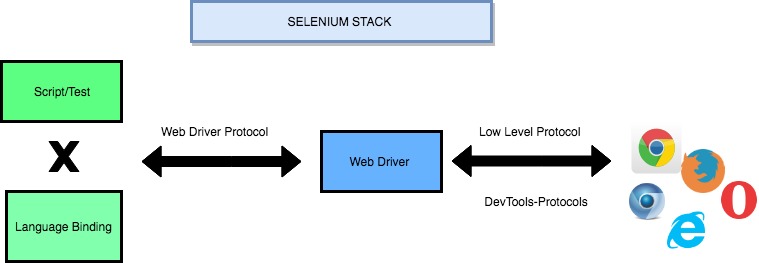 SELENIUM STACK
Script/Test
X
Language Binding
Web Driver Protocol
Web Driver
Low Level Protocol
DevTools-Protocols